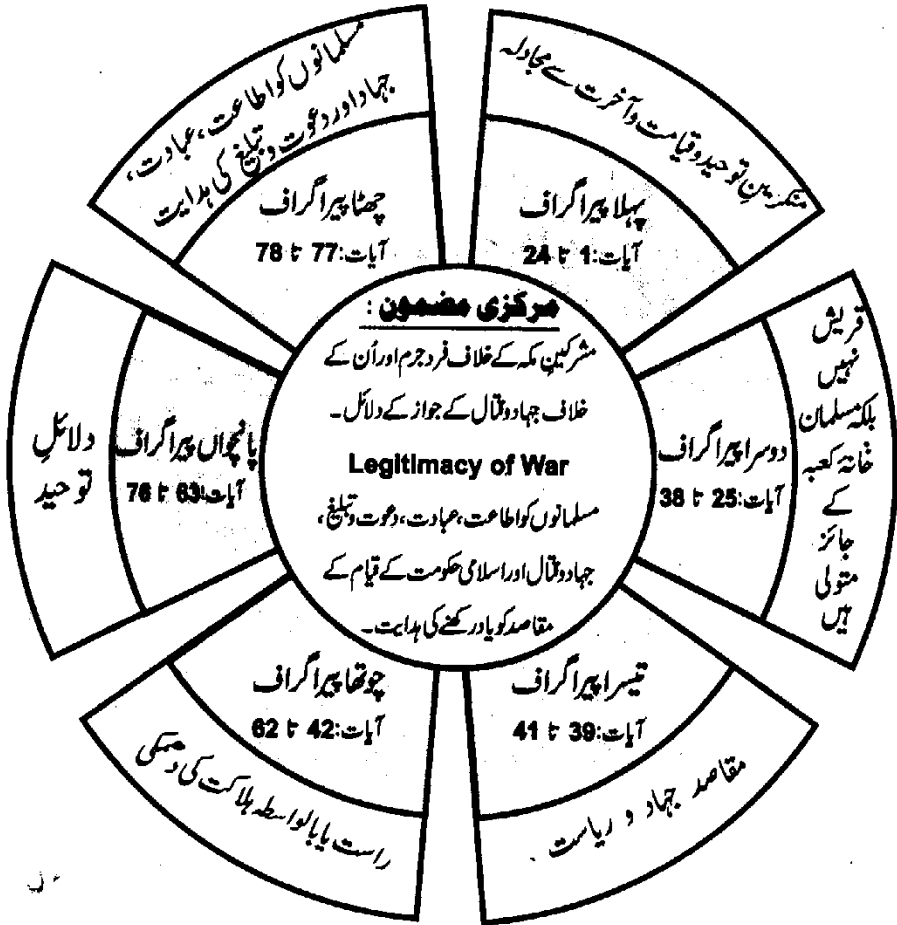 منکرینِ توحید و قیامت و آخرت سے مجادلہ
پہلا پیراگراف
آیات:1 تا 24
قریش
نہیں
بلکہ مسلمان
خانۂ کعبہ
کے
جائز
متولی
ہیں
دوسرا پیراگراف
آیات:25 تا 38
تیسرا پیراگراف
آیات:39 تا 41
مقاصد جہاد و ریاست
چوتھا پیراگراف
آیات:42 تا 62
راست یا بالواسطہ ہلاکت کی دھمکی
پانچواں پیراگراف
آیات:63 تا 76
دلائلِ
توحید
مسلمانوں کو اطاعت، عبادت،
جہاد اور دعوت و تبلیغ کی ہدایت
چھٹا پیراگراف
آیات:77 تا 78
مرکزی مضمون :
مشرکینِ مکہ کے خلاف فردِ جرم اور اُن کے
خلاف جہاد و قتال کے جواز کے دلائل۔
Legitimacy of War
مسلمانوں کو اطاعت، عبادت، دعوت و تبلیغ،
جہاد و قتال اور اسلامی حکومت کے قیام کے
مقاصد کو یاد رکھنے کی ہدایت۔